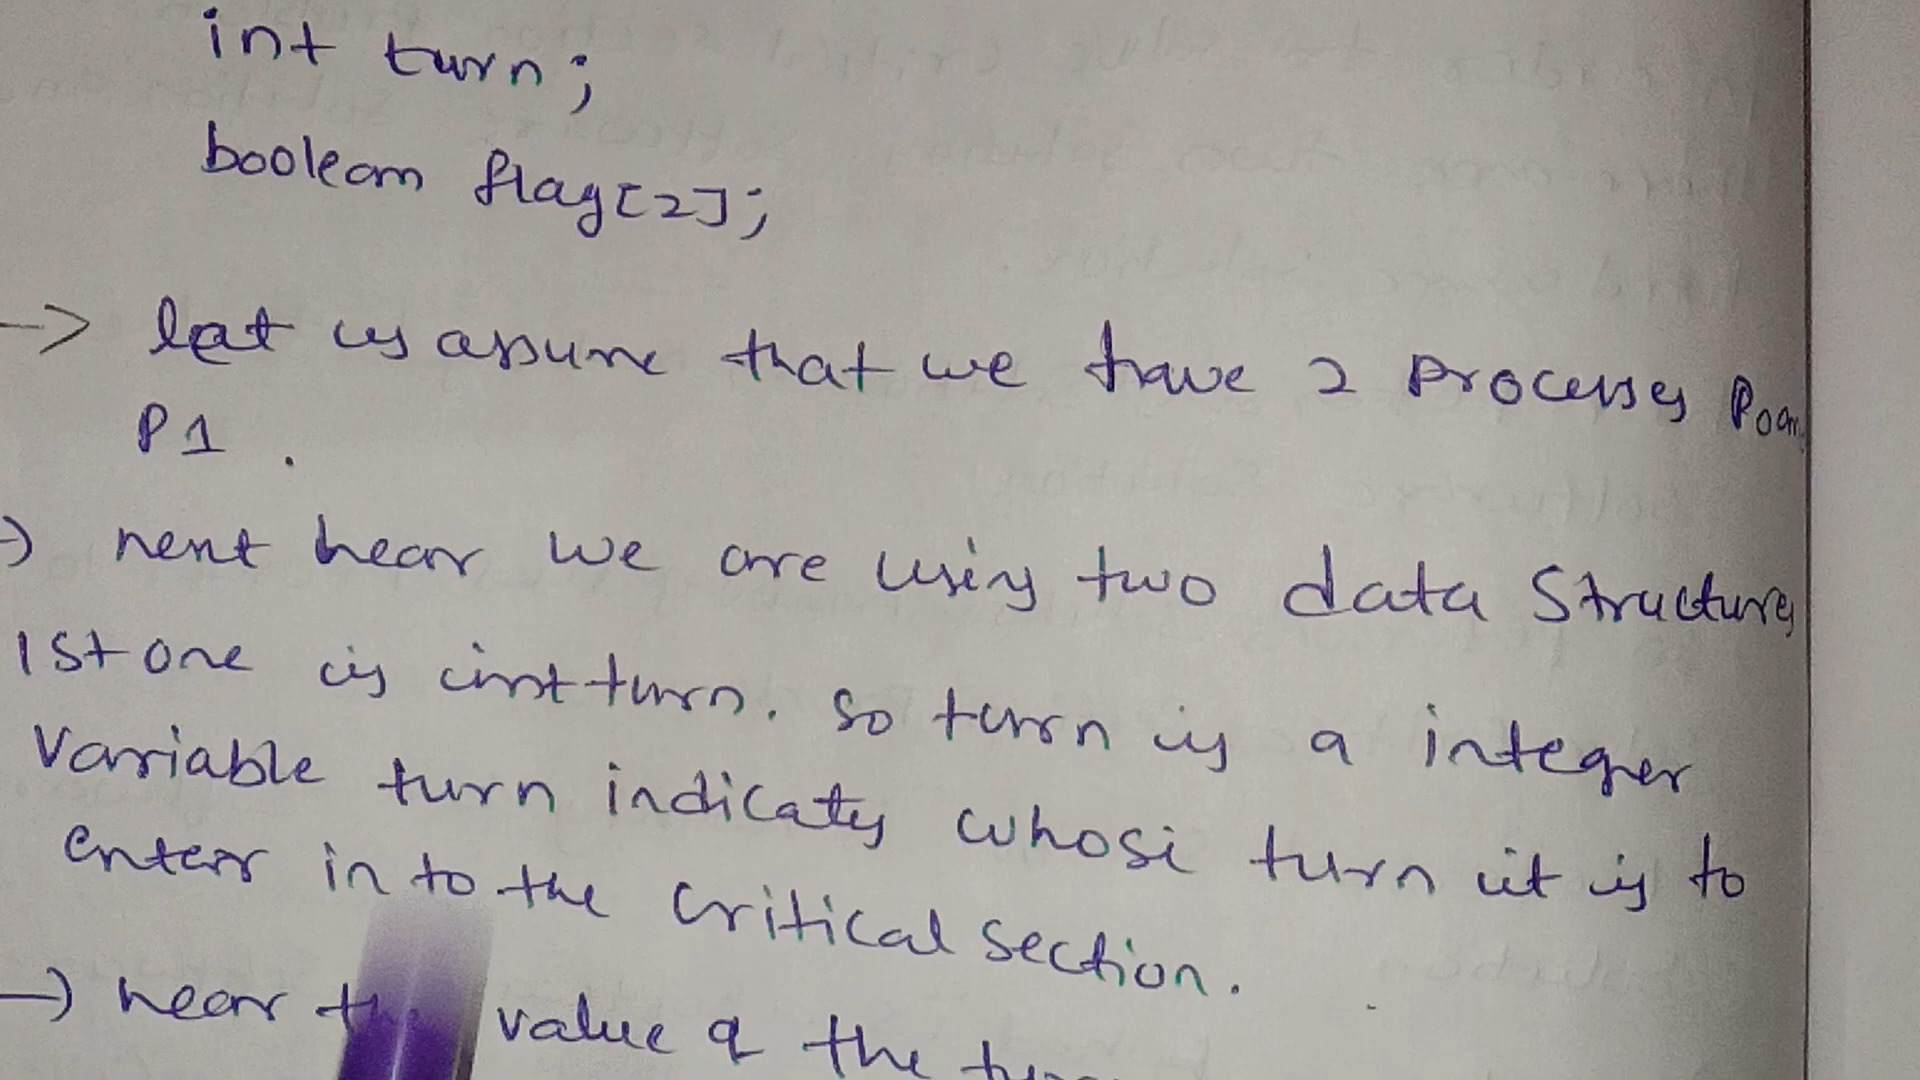 int turn;
boolean flag[2];
-> let us assume that we have 2 processes P0 an
P1 .
-> next hear we are using two data structures
1st one is int turn. so turn is a integer
variable turn indicates whose turn it is to
enter in to the critical section.
-> hear the value of the